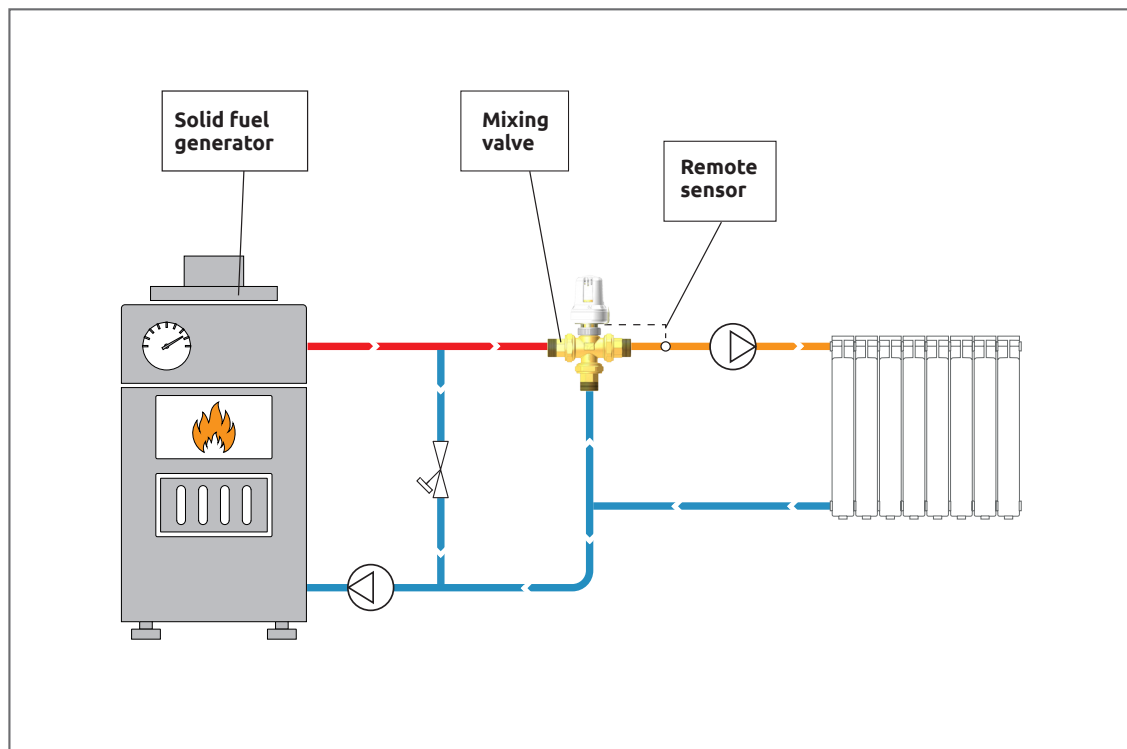 Solid fuel
generator
Mixing
valve
Remote
sensor